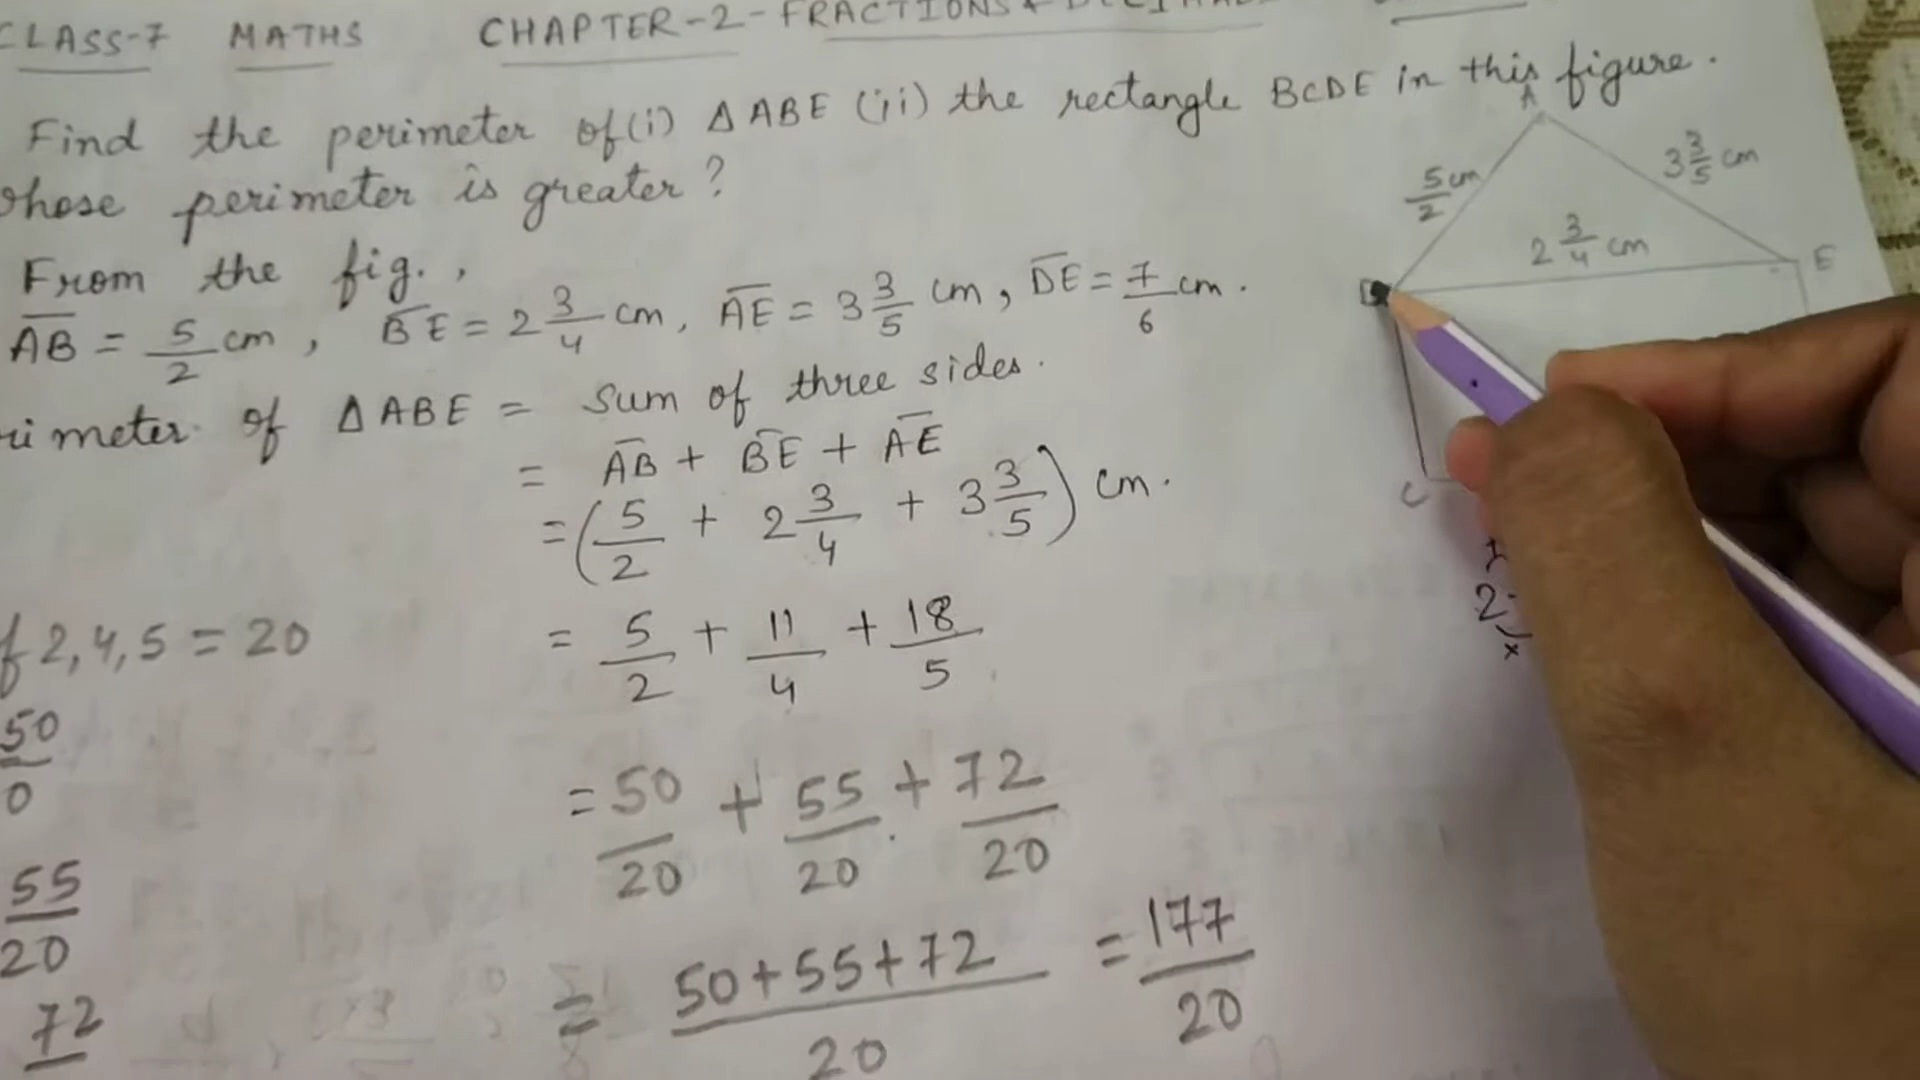 CLASS-7 MATHS CHAPTER-2-FRACTIONS &
Find the perimeter of (i) △ABE (ii) the rectangle BCDE in this figure.
whose perimeter is greater?
From the fig.,
AB = 5/2 cm, BE = 2 3/4 cm, AE = 3 3/5 cm, DE = 7/6 cm.
rimeter of △ABE = sum of three sides.
= AB + BE + AE
= (5/2 + 2 3/4 + 3 3/5) cm.
= 5/2 + 11/4 + 18/5
f 2,4,5 = 20
= 50/20 + 55/20 + 72/20
50
0
55/20
72
= 50+55+72/20 = 177/20
A
5/2 cm
3 3/5 cm
2 3/4 cm
E
C
2
x